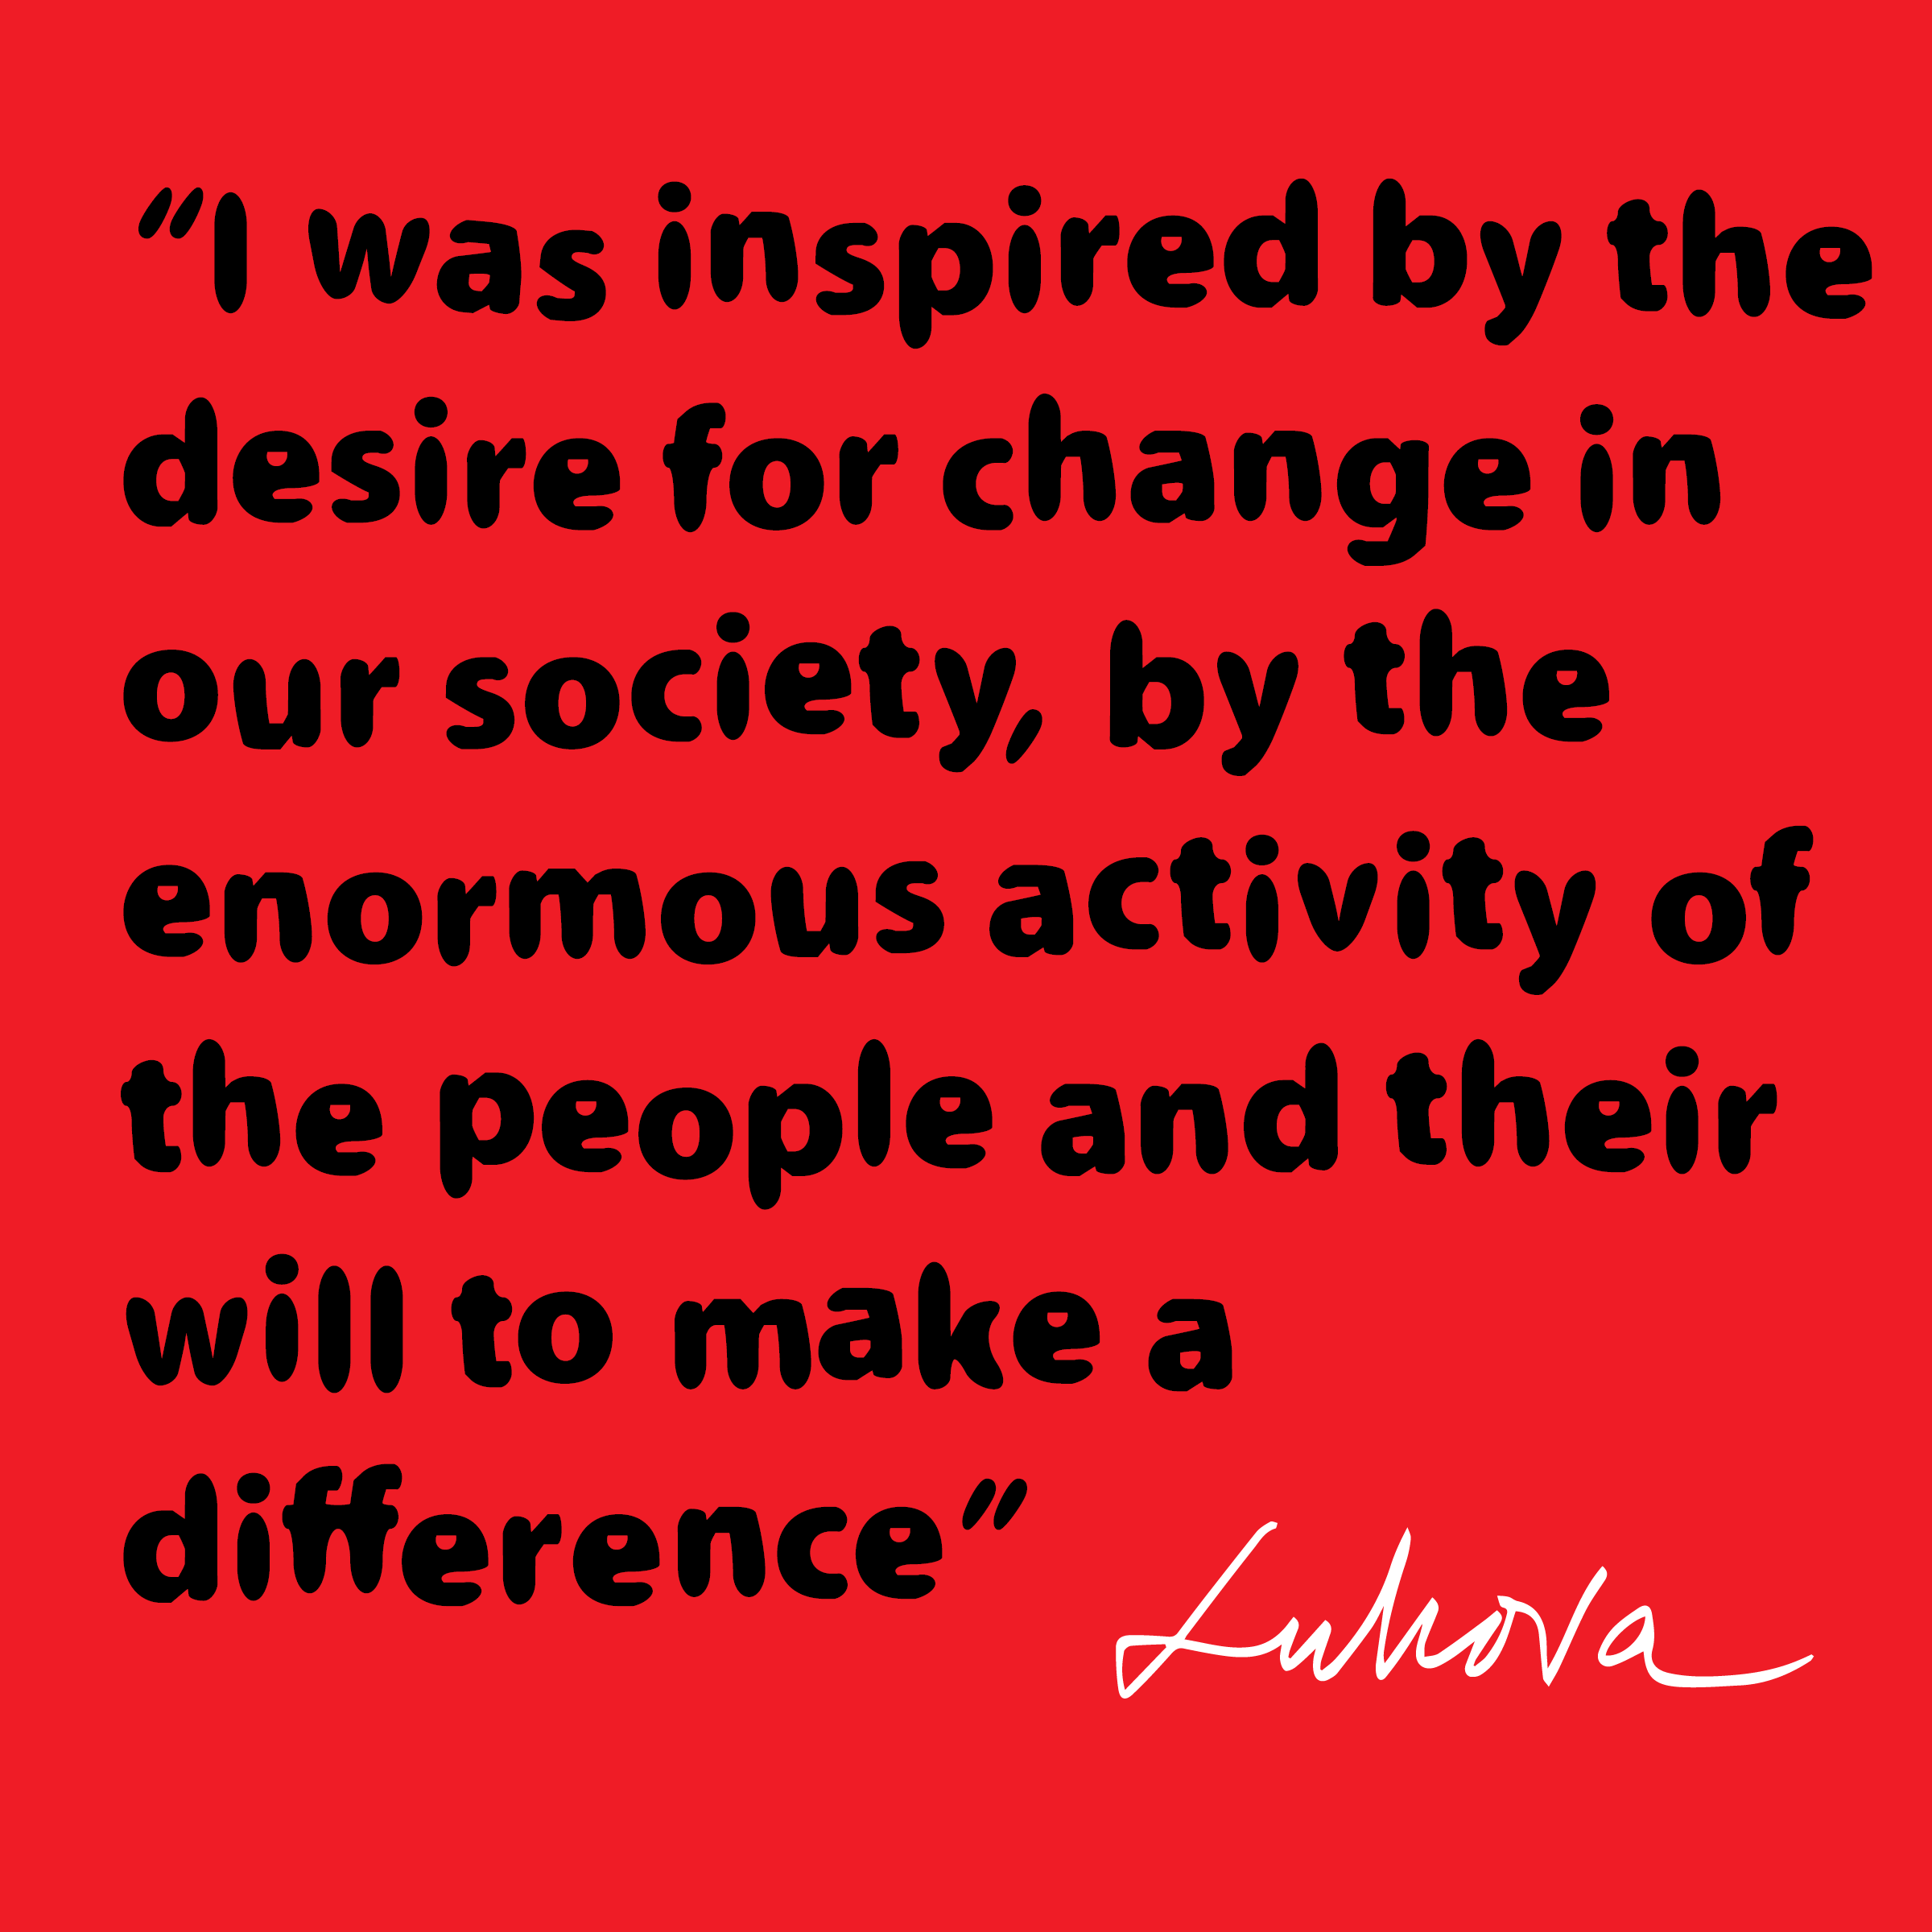 “I was inspired by the
desire for change in
our society, by the
enormous activity of
the people and their
will to make a
difference”